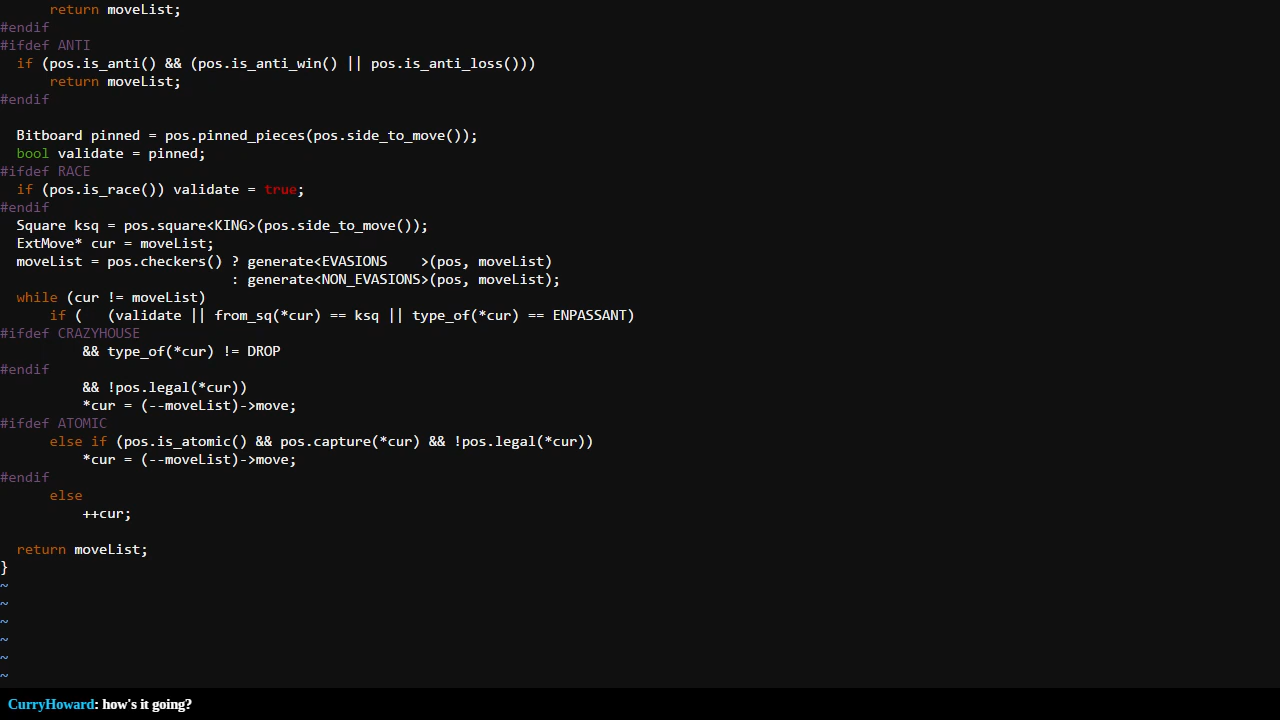 return moveList;
#endif
#ifdef ANTI
  if (pos.is_anti() && (pos.is_anti_win() || pos.is_anti_loss()))
      return moveList;
#endif

  Bitboard pinned = pos.pinned_pieces(pos.side_to_move());
  bool validate = pinned;
#ifdef RACE
  if (pos.is_race()) validate = true;
#endif
  Square ksq = pos.square<KING>(pos.side_to_move());
  ExtMove* cur = moveList;
  moveList = pos.checkers() ? generate<EVASIONS    >(pos, moveList)
                            : generate<NON_EVASIONS>(pos, moveList);
  while (cur != moveList)
      if (   (validate || from_sq(*cur) == ksq || type_of(*cur) == ENPASSANT)
#ifdef CRAZYHOUSE
          && type_of(*cur) != DROP
#endif
          && !pos.legal(*cur))
          *cur = (--moveList)->move;
#ifdef ATOMIC
      else if (pos.is_atomic() && pos.capture(*cur) && !pos.legal(*cur))
          *cur = (--moveList)->move;
#endif
      else
          ++cur;

  return moveList;
}
~
~
~
~
~
~
CurryHoward: how's it going?